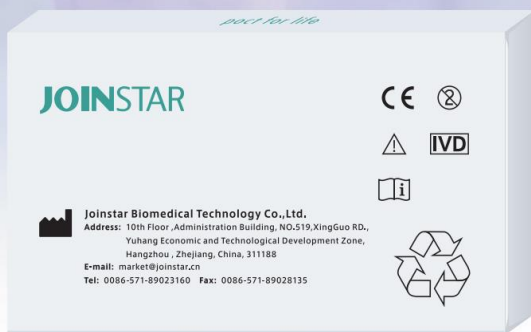 pact for life
JOINSTAR
CE
2
IVD
i
Joinstar Biomedical Technology Co.,Ltd.
Address: 10th Floor ,Administration Building, NO.519,XingGuo RD.,
Yuhang Economic and Technological Development Zone,
Hangzhou , Zhejiang, China, 311188
E-mail: market@joinstar.cn
Tel: 0086-571-89023160 Fax: 0086-571-89028135